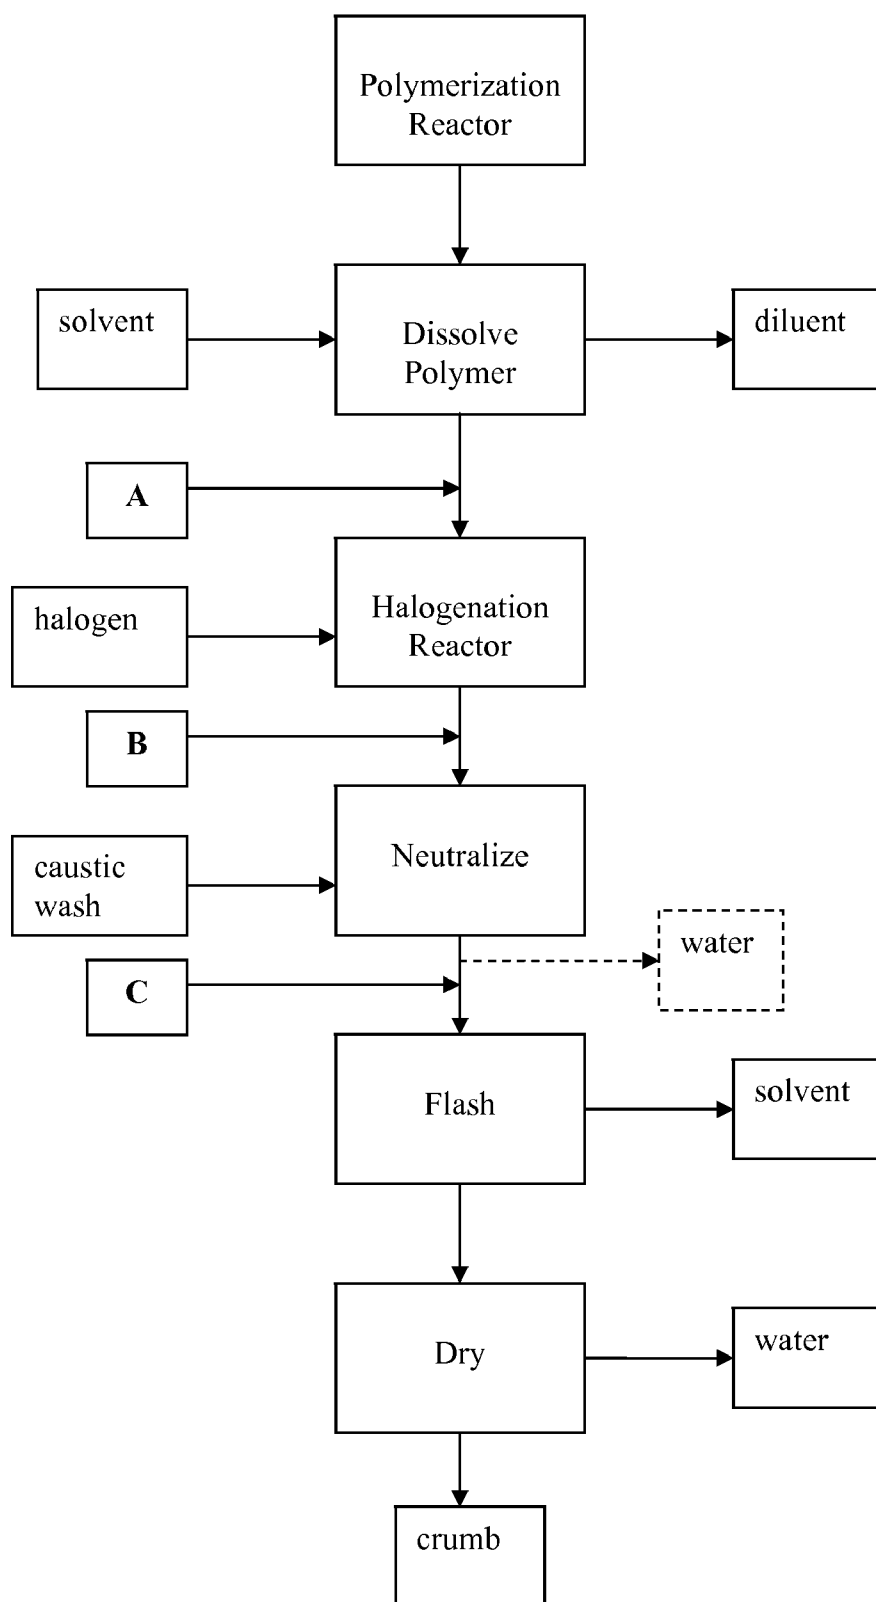 Polymerization
Reactor
solvent
Dissolve
Polymer
diluent
A
halogen
Halogenation
Reactor
B
caustic
wash
Neutralize
water
C
Flash
solvent
Dry
water
crumb